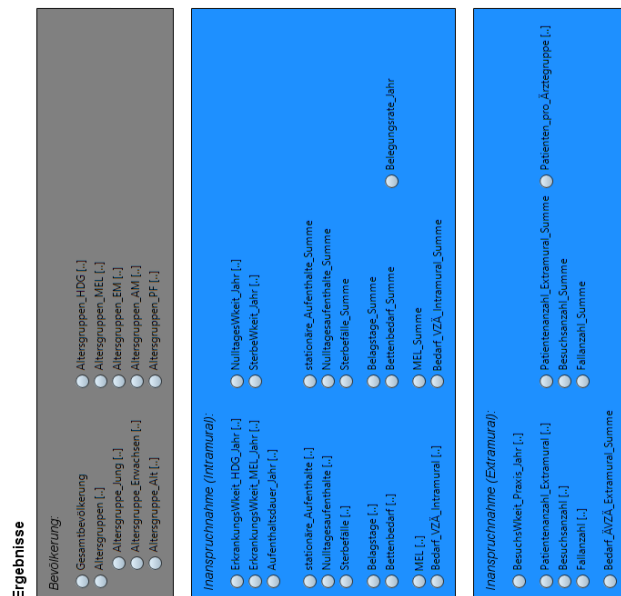 Ergebnisse
Bevölkerung:
Gesamtbevölkerung
Altersgruppen_HDG [..]
Altersgruppen [..]
Altersgruppen_MEL [..]
Altersgruppe_Jung [..]
Altersgruppen_EM [..]
Altersgruppe_Erwachsen [..]
Altersgruppen_AM [..]
Altersgruppe_Alt [..]
Altersgruppen_PF [..]
Inanspruchnahme (Intramural):
ErkrankungsWkeit_HDG_Jahr [..]
NulltagesWkeit_Jahr [..]
ErkrankungsWkeit_MEL_Jahr [..]
SterbeWkeit_Jahr [..]
Aufenthaltsdauer_Jahr [..]
stationäre_Aufenthalte [..]
stationäre_Aufenthalte_Summe
Nulltagesaufenthalte [..]
Nulltagesaufenthalte_Summe
Sterbefälle [..]
Sterbefälle_Summe
Belagstage [..]
Belagstage_Summe
Bettenbedarf [..]
Bettenbedarf_Summe
Belegungsrate_Jahr
MEL [..]
MEL_Summe
Bedarf_VZÄ_Intramural [..]
Bedarf_VZÄ_Intramural_Summe
Inanspruchnahme (Extramural):
BesuchsWkeit_Praxis_Jahr [..]
Patientenanzahl_Extramural [..]
Patientenanzahl_Extramural_Summe
Patienten_pro_Ärztegruppe [..]
Besuchsanzahl [..]
Besuchsanzahl_Summe
Fallanzahl [..]
Fallanzahl_Summe
Bedarf_ÄVZÄ_Extramural_Summe